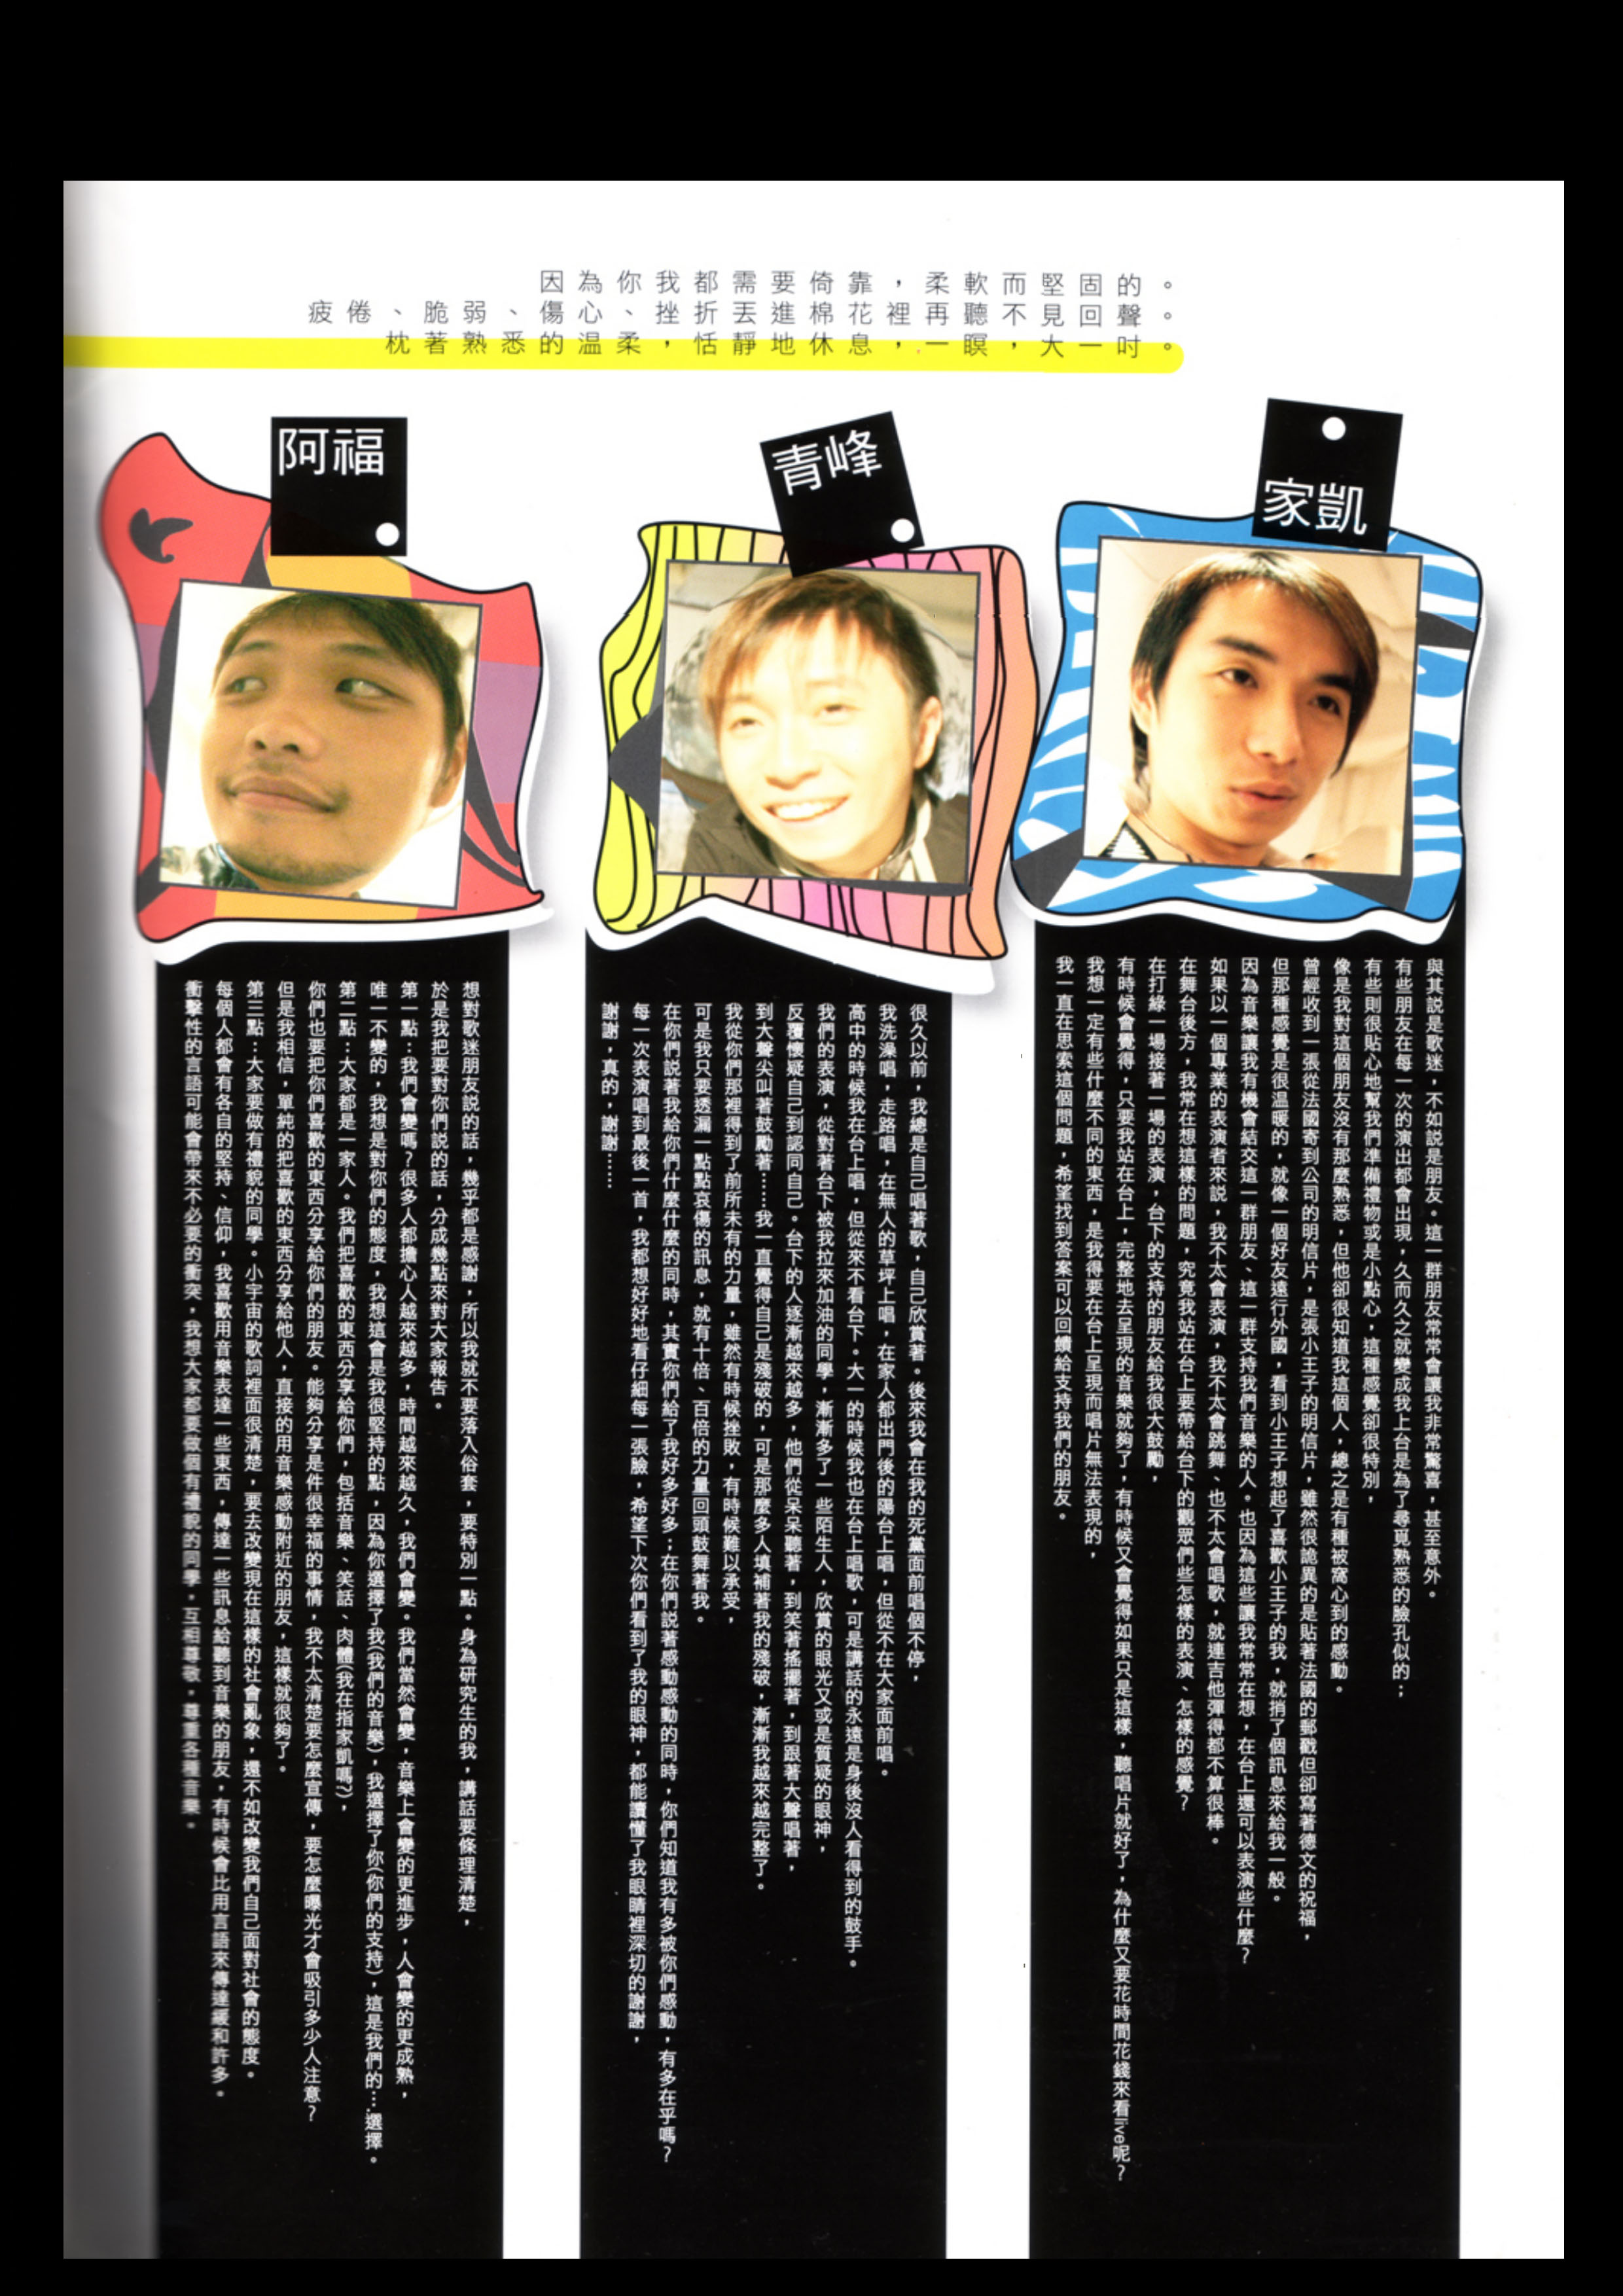 因為你我都需要倚靠，柔軟而堅固的。
疲倦、脆弱、傷心、挫折丟進棉花裡再聽不見回聲。
枕著熟悉的温柔，恬靜地休息，一瞑，大一吋。
家凱
與其說是歌迷，不如說是朋友。這一群朋友常常會讓我非常驚喜，甚至意外。
有些朋友在每一次的演出都會出現，久而久之就變成我上台是為了尋覓熟悉的臉孔似的；
有些則很貼心地幫我們準備禮物或是小點心，這種感覺卻很特別，
像是我對這個朋友沒有那麼熟悉，但他卻很知道我這個人，總之是有種被窩心到的感動。
曾經收到一張從法國寄到公司的明信片，是張小王子的明信片，雖然很詭異的是貼著法國的郵戳但卻寫著德文的祝福，
但那種感覺是很温暖的，就像一個好友遠行外國，看到小王子想起了喜歡小王子的我，就捎了個訊息來給我一般。
因為音樂讓我有機會結交這一群朋友、這一群支持我們音樂的人。也因為這些讓我常常在想，在台上還可以表演些什麼？
如果以一個專業的表演者來說，我不太會表演，我不太會跳舞、也不太會唱歌，就連吉他彈得都不算很棒。
在舞台後方，我常在想這樣的問題，究竟我站在台上要帶給台下的觀眾們些怎樣的表演、怎樣的感覺？
在打綠一場接著一場的表演，台下的支持的朋友給我很大鼓勵，
有時候會覺得，只要我站在台上，完整地去呈現的音樂就夠了，有時候又會覺得如果只是這樣，聽唱片就好了，為什麼又要花時間花錢來看live呢？
我想一定有些什麼不同的東西，是我得要在台上呈現而唱片無法表現的，
我一直在思索這個問題，希望找到答案可以回饋給支持我們的朋友。
青峰
很久以前，我總是自己唱著歌，自己欣賞著。後來我會在我的死黨面前唱個不停，
我洗澡唱，走路唱，在無人的草坪上唱，在家人都出門後的陽台上唱，但從不在大家面前唱。
高中的時候我在台上唱，但從來不看台下。大一的時候我也在台上唱歌，可是講話的永遠是身後沒人看得到的鼓手。
我們的表演，從對著台下被我拉來加油的同學，漸漸多了一些陌生人，欣賞的眼光又或是質疑的眼神，
反覆懷疑自己到認同自己。台下的人逐漸越來越多，他們從呆呆聽著，到笑著搖擺著，到跟著大聲唱著，
到大聲尖叫著鼓勵著……我一直覺得自己是殘破的，可是那麼多人填補著我的殘破，漸漸我越來越完整了。
我從你們那裡得到了前所未有的力量，雖然有時候挫敗，有時候難以承受，
可是我只要透漏一點點哀傷的訊息，就有十倍、百倍的力量回頭鼓舞著我。
在你們說著我給你們什麼什麼的同時，其實你們給了我好多好多；在你們說著感動感動的同時，你們知道我有多被你們感動，有多在乎嗎？
每一次表演唱到最後一首，我都想好好地看仔細每一張臉，希望下次你們看到了我的眼神，都能讀懂了我眼睛裡深切的謝謝，
謝謝，真的，謝謝……
阿福
想對歌迷朋友說的話，幾乎都是感謝，所以我就不要落入俗套，要特別一點。身為研究生的我，講話要條理清楚，
於是我把要對你們說的話，分成幾點來對大家報告。
第一點：我們會變嗎？很多人都擔心人越來越多，時間越來越久，我們會變。我們當然會變，音樂上會變的更進步，人會變的更成熟，
唯一不變的，我想是對你們的態度，我想這會是我很堅持的點，因為你選擇了我(我們的音樂)，我選擇了你(你們的支持)，這是我們的….選擇。
第二點：大家都是一家人。我們把喜歡的東西分享給你們，包括音樂、笑話、肉體(我在指家凱嗎?)，
你們也要把你們喜歡的東西分享給你們的朋友。能夠分享是件很幸福的事情，我不太清楚要怎麼宣傳，要怎麼曝光才會吸引多少人注意？
但是我相信，單純的把喜歡的東西分享給他人，直接的用音樂感動附近的朋友，這樣就很夠了。
第三點：大家要做有禮貌的同學。小宇宙的歌詞裡面很清楚，要去改變現在這樣的社會亂象，還不如改變我們自己面對社會的態度。
每個人都會有各自的堅持、信仰，我喜歡用音樂表達一些東西，傳達一些訊息給聽到音樂的朋友，有時候會比用言語來傳達緩和許多。
衝擊性的言語可能會帶來不必要的衝突，我想大家都要做個有禮貌的同學，互相尊敬，尊重各種音樂。